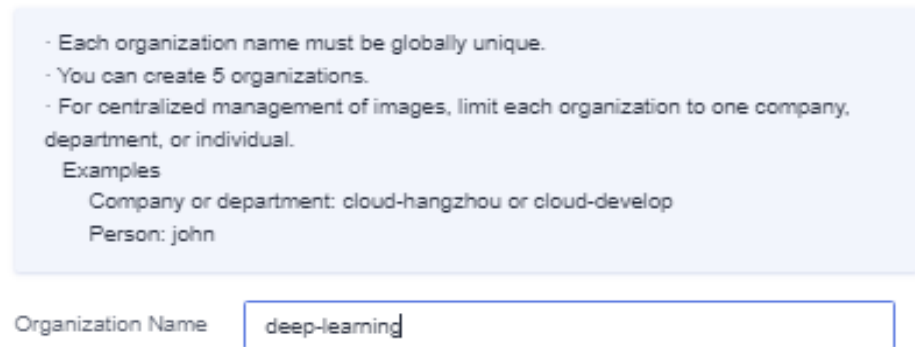 · Each organization name must be globally unique.
· You can create 5 organizations.
· For centralized management of images, limit each organization to one company,
department, or individual.
Examples
Company or department: cloud-hangzhou or cloud-develop
Person: john
Organization Name
deep-learning